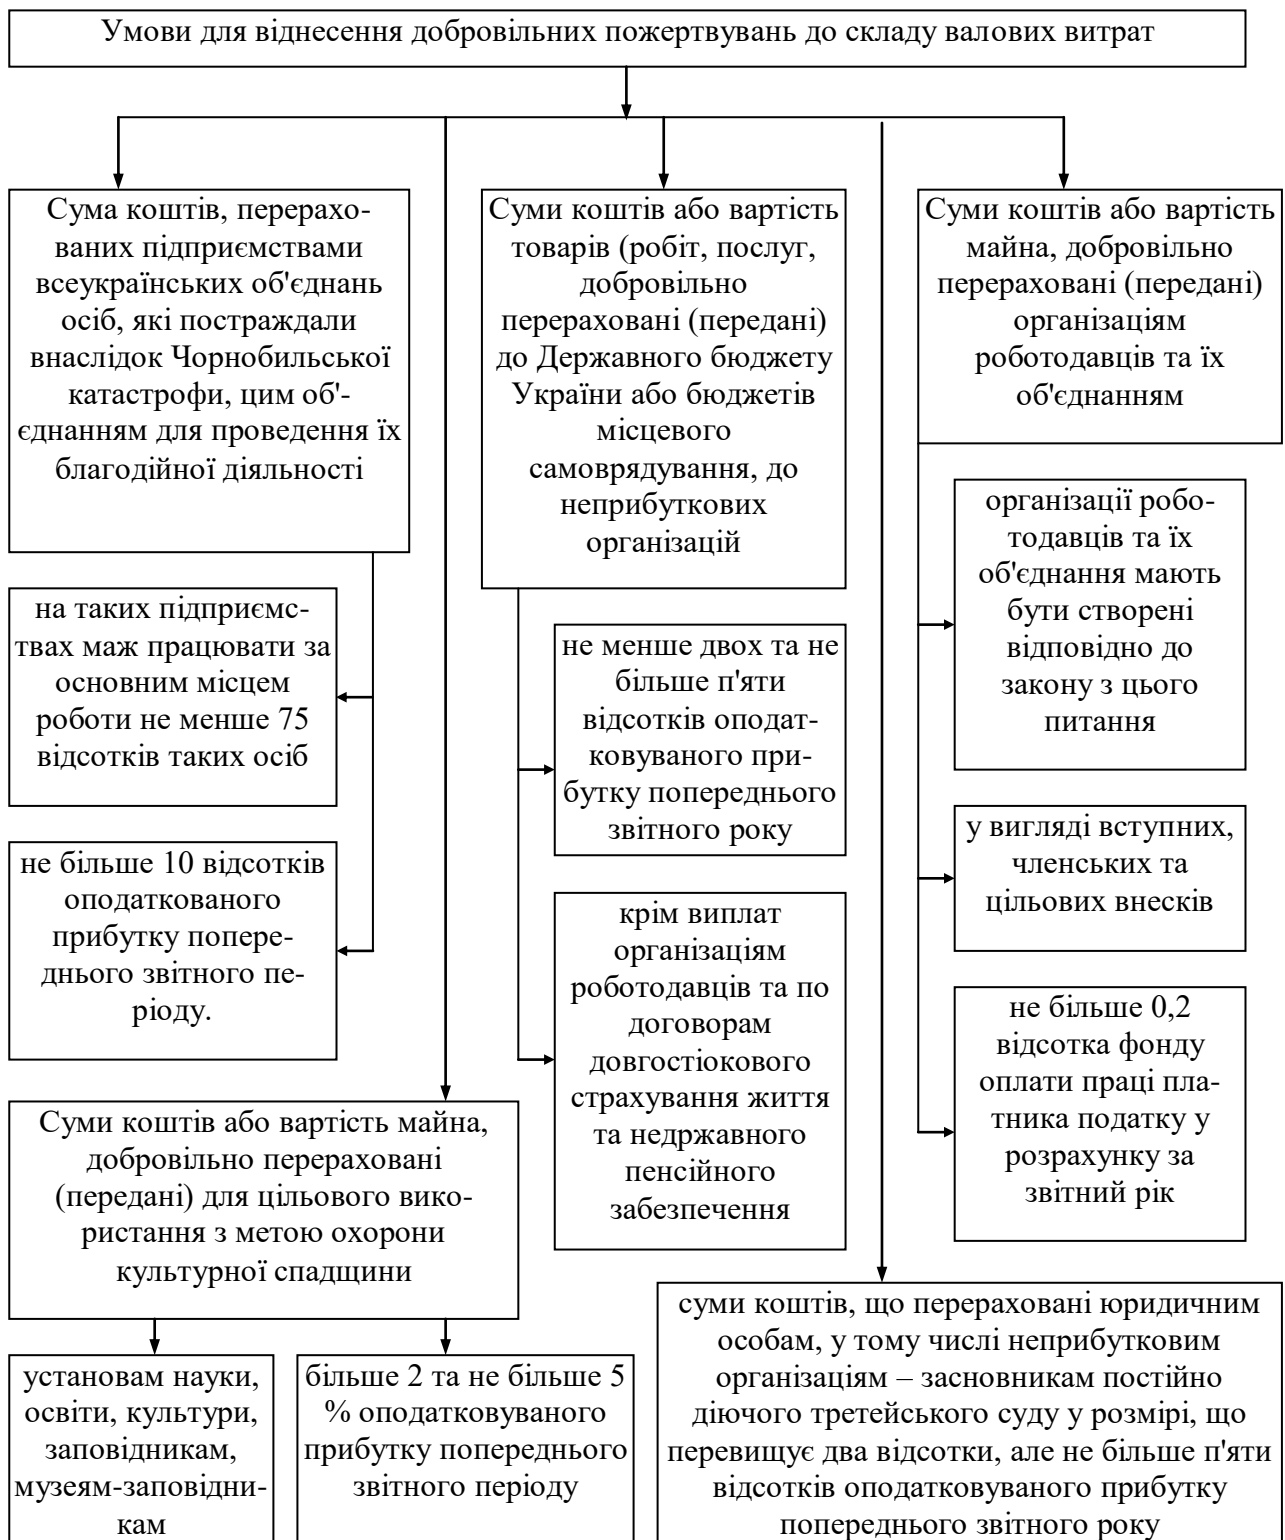 Умови для віднесення добровільних пожертвувань до складу валових витрат
Сума коштів, перерахо-
ваних підприємствами
всеукраїнських об'єднань
осіб, які постраждали
внаслідок Чорнобильської
катастрофи, цим об'-
єднанням для проведення їх
благодійної діяльності
на таких підприємс-
твах маж працювати за
основним місцем
роботи не менше 75
відсотків таких осіб
не більше 10 відсотків
оподаткованого
прибутку попере-
днього звітного пе-
ріоду.
Суми коштів або вартість
товарів (робіт, послуг,
добровільно
перераховані (передані)
до Державного бюджету
України або бюджетів
місцевого
самоврядування, до
неприбуткових
організацій
не менше двох та не
більше п'яти
відсотків оподат-
ковуваного при-
бутку попереднього
звітного року
крім виплат
організаціям
роботодавців та по
договорам
довгостіокового
страхування життя
та недржавного
пенсійного
забезпечення
Суми коштів або вартість
майна, добровільно
перераховані (передані)
організаціям
роботодавців та їх
об'єднанням
організації робо-
тодавців та їх
об'єднання мають
бути створені
відповідно до
закону з цього
питання
у вигляді вступних,
членських та
цільових внесків
не більше 0,2
відсотка фонду
оплати праці пла-
тника податку у
розрахунку за
звітний рік
Суми коштів або вартість майна,
добровільно перераховані
(передані) для цільового вико-
ристання з метою охорони
культурної спадщини
установам науки,
освіти, культури,
заповідникам,
музеям-заповідни-
кам
більше 2 та не більше 5
% оподатковуваного
прибутку попереднього
звітного періоду
суми коштів, що перераховані юридичним
особам, у тому числі неприбутковим
організаціям – засновникам постійно
діючого третейського суду у розмірі, що
перевищує два відсотки, але не більше п'яти
відсотків оподатковуваного прибутку
попереднього звітного року